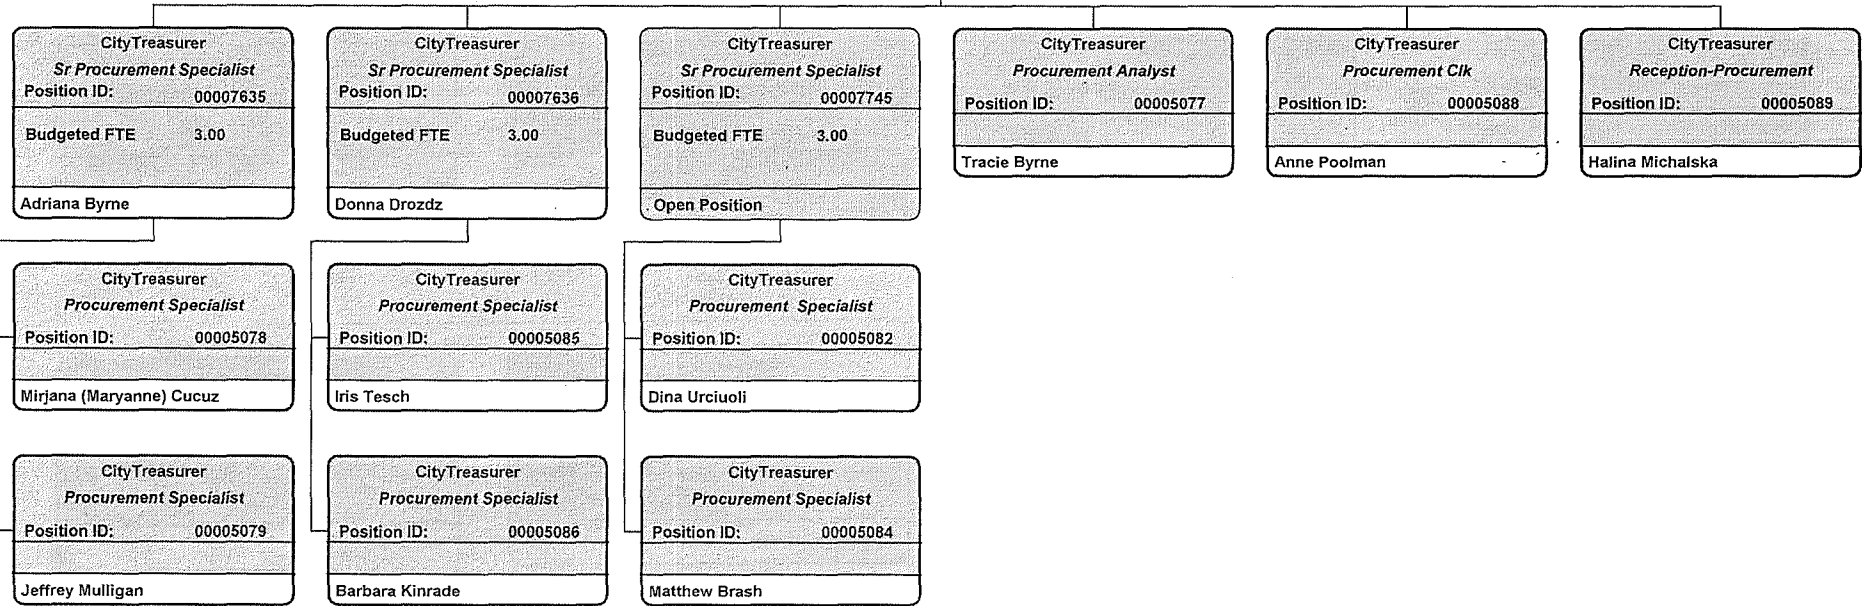 CityTreasurer
Sr Procurement Specialist
Position ID: 00007635
Budgeted FTE 3.00
Adriana Byrne
CityTreasurer
Sr Procurement Specialist
Position ID: 00007636
Budgeted FTE 3.00
Donna Drozdz
CityTreasurer
Sr Procurement Specialist
Position ID: 00007745
Budgeted FTE 3.00
Open Position
CityTreasurer
Procurement Analyst
Position ID: 00005077
Tracie Byrne
CityTreasurer
Procurement Clk
Position ID: 00005088
Anne Poolman
CityTreasurer
Reception-Procurement
Position ID: 00005089
Halina Michalska
CityTreasurer
Procurement Specialist
Position ID: 00005078
Mirjana (Maryanne) Cucuz
CityTreasurer
Procurement Specialist
Position ID: 00005085
Iris Tesch
CityTreasurer
Procurement Specialist
Position ID: 00005082
Dina Urciuoli
CityTreasurer
Procurement Specialist
Position ID: 00005079
Jeffrey Mulligan
CityTreasurer
Procurement Specialist
Position ID: 00005086
Barbara Kinrade
CityTreasurer
Procurement Specialist
Position ID: 00005084
Matthew Brash